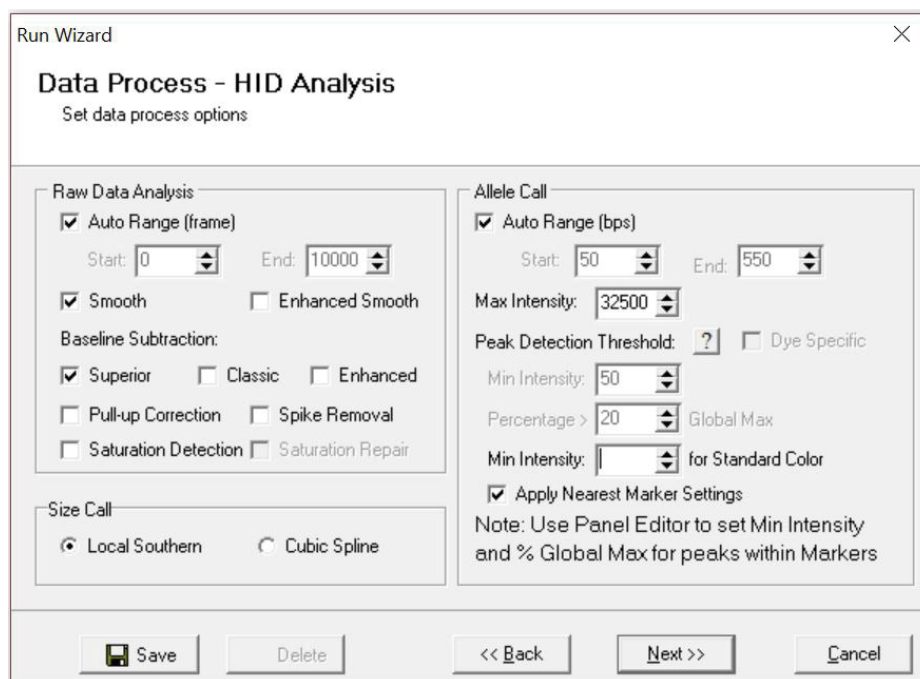 Run Wizard
Data Process - HID Analysis
Set data process options
Raw Data Analysis
Auto Range (frame)
Start: 0 End: 10000
Smooth Enhanced Smooth
Baseline Subtraction:
Superior Classic Enhanced
Pull-up Correction Spike Removal
Saturation Detection Saturation Repair
Size Call
Local Southern Cubic Spline
Allele Call
Auto Range (bps)
Start: 50 End: 550
Max Intensity: 32500
Peak Detection Threshold: ? Dye Specific
Min Intensity: 50
Percentage > 20 Global Max
Min Intensity: for Standard Color
Apply Nearest Marker Settings
Note: Use Panel Editor to set Min Intensity
and % Global Max for peaks within Markers
Save Delete << Back Next >> Cancel